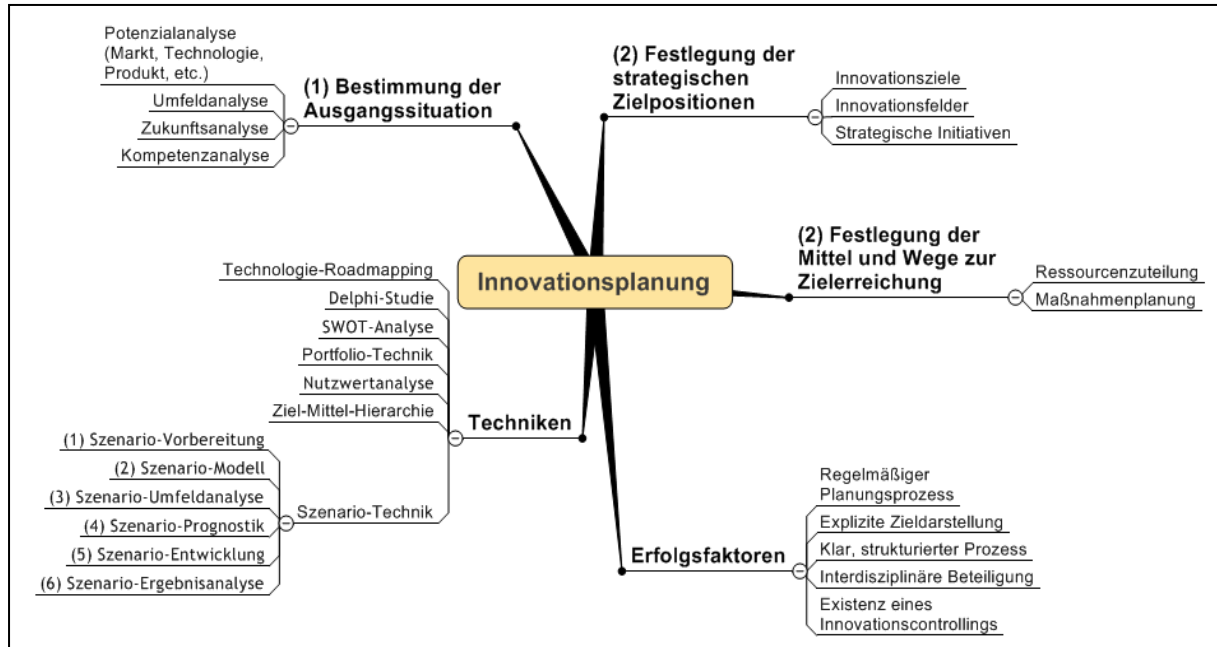 Potenzialanalyse
(Markt, Technologie,
Produkt, etc.)
Umfeldanalyse
Zukunftsanalyse
Kompetenzanalyse
(1) Bestimmung der
Ausgangssituation
(2) Festlegung der
strategischen
Zielpositionen
Innovationsziele
Innovationsfelder
Strategische Initiativen
(2) Festlegung der
Mittel und Wege zur
Zielerreichung
Ressourcenzuteilung
Maßnahmenplanung
Innovationsplanung
Technologie-Roadmapping
Delphi-Studie
SWOT-Analyse
Portfolio-Technik
Nutzwertanalyse
Ziel-Mittel-Hierarchie
Techniken
(1) Szenario-Vorbereitung
(2) Szenario-Modell
(3) Szenario-Umfeldanalyse
(4) Szenario-Prognostik
(5) Szenario-Entwicklung
(6) Szenario-Ergebnisanalyse
Szenario-Technik
Erfolgsfaktoren
Regelmäßiger
Planungsprozess
Explizite Zieldarstellung
Klar, strukturierter Prozess
Interdisziplinäre Beteiligung
Existenz eines
Innovationscontrollings